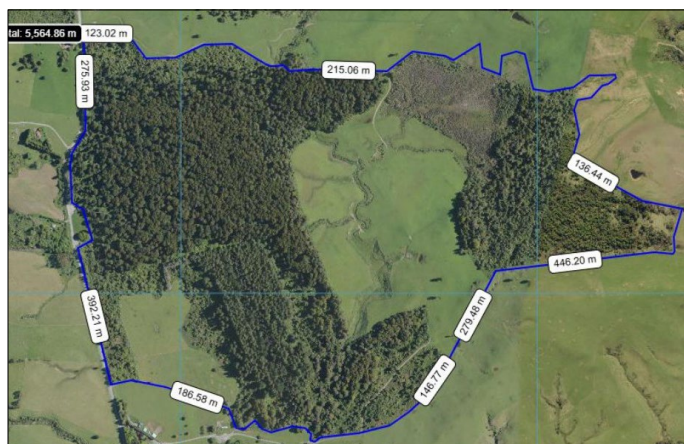 tal: 5,564.86 m
123.02 m
275.93 m
215.06 m
136.44 m
446.20 m
279.48 m
392.21 m
146.77 m
186.58 m